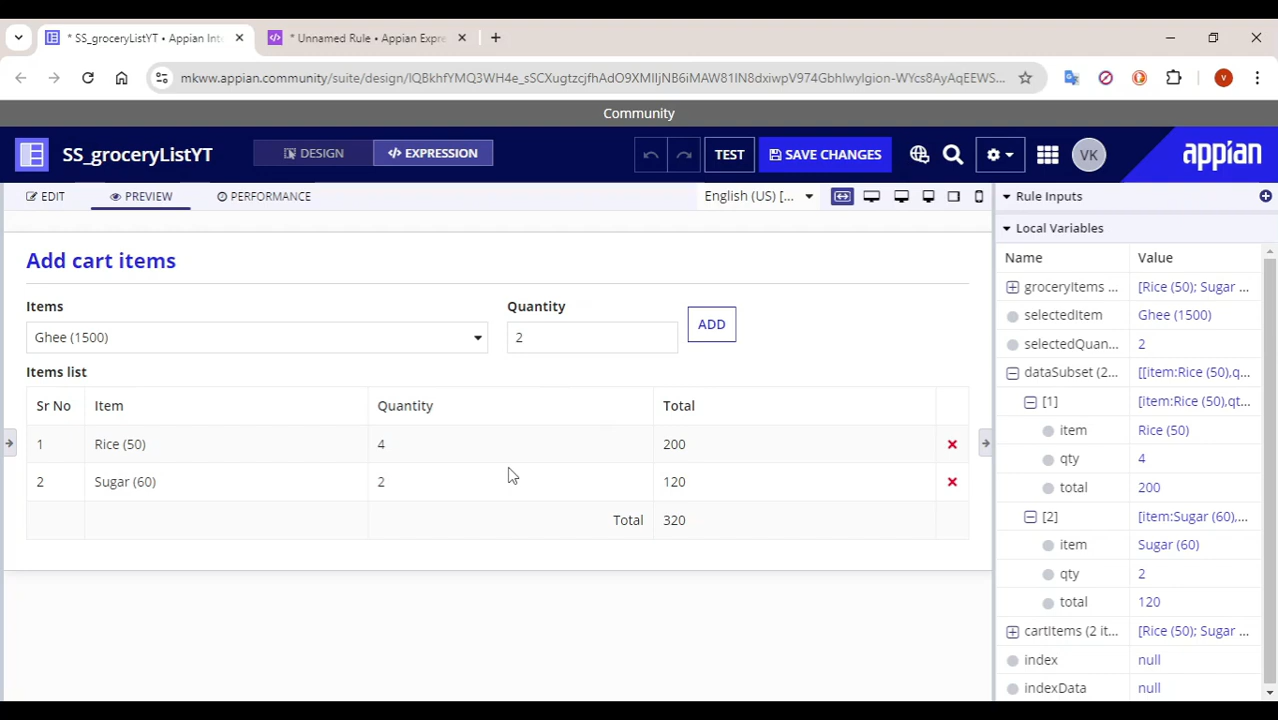 * SS_groceryListYT • Appian Int
* Unnamed Rule • Appian Expre
mkww.appian.community/suite/design/IQBkhfYMQ3WH4e_sSCXugtzcjfhAdO9XMIIjNB6iMAW81IN8dxiwpV974GbhIwyIgion-WYcs8AyAqEEWS...
V
Community
SS_groceryListYT
DESIGN
</> EXPRESSION
TEST
SAVE CHANGES
VK
appian
EDIT
PREVIEW
PERFORMANCE
English (US) [...
Rule Inputs
Local Variables
Name Value
groceryItems ... [Rice (50); Sugar ...
selectedItem Ghee (1500)
selectedQuan... 2
dataSubset (2... [[item:Rice (50),q...
[1] [item:Rice (50),qt...
item Rice (50)
qty 4
total 200
[2] [item:Sugar (60),...
item Sugar (60)
qty 2
total 120
cartItems (2 it... [Rice (50); Sugar ...
index null
indexData null
Add cart items
Items Quantity
Ghee (1500) 2 ADD
Items list
Sr No Item Quantity Total
1 Rice (50) 4 200
2 Sugar (60) 2 120
Total 320